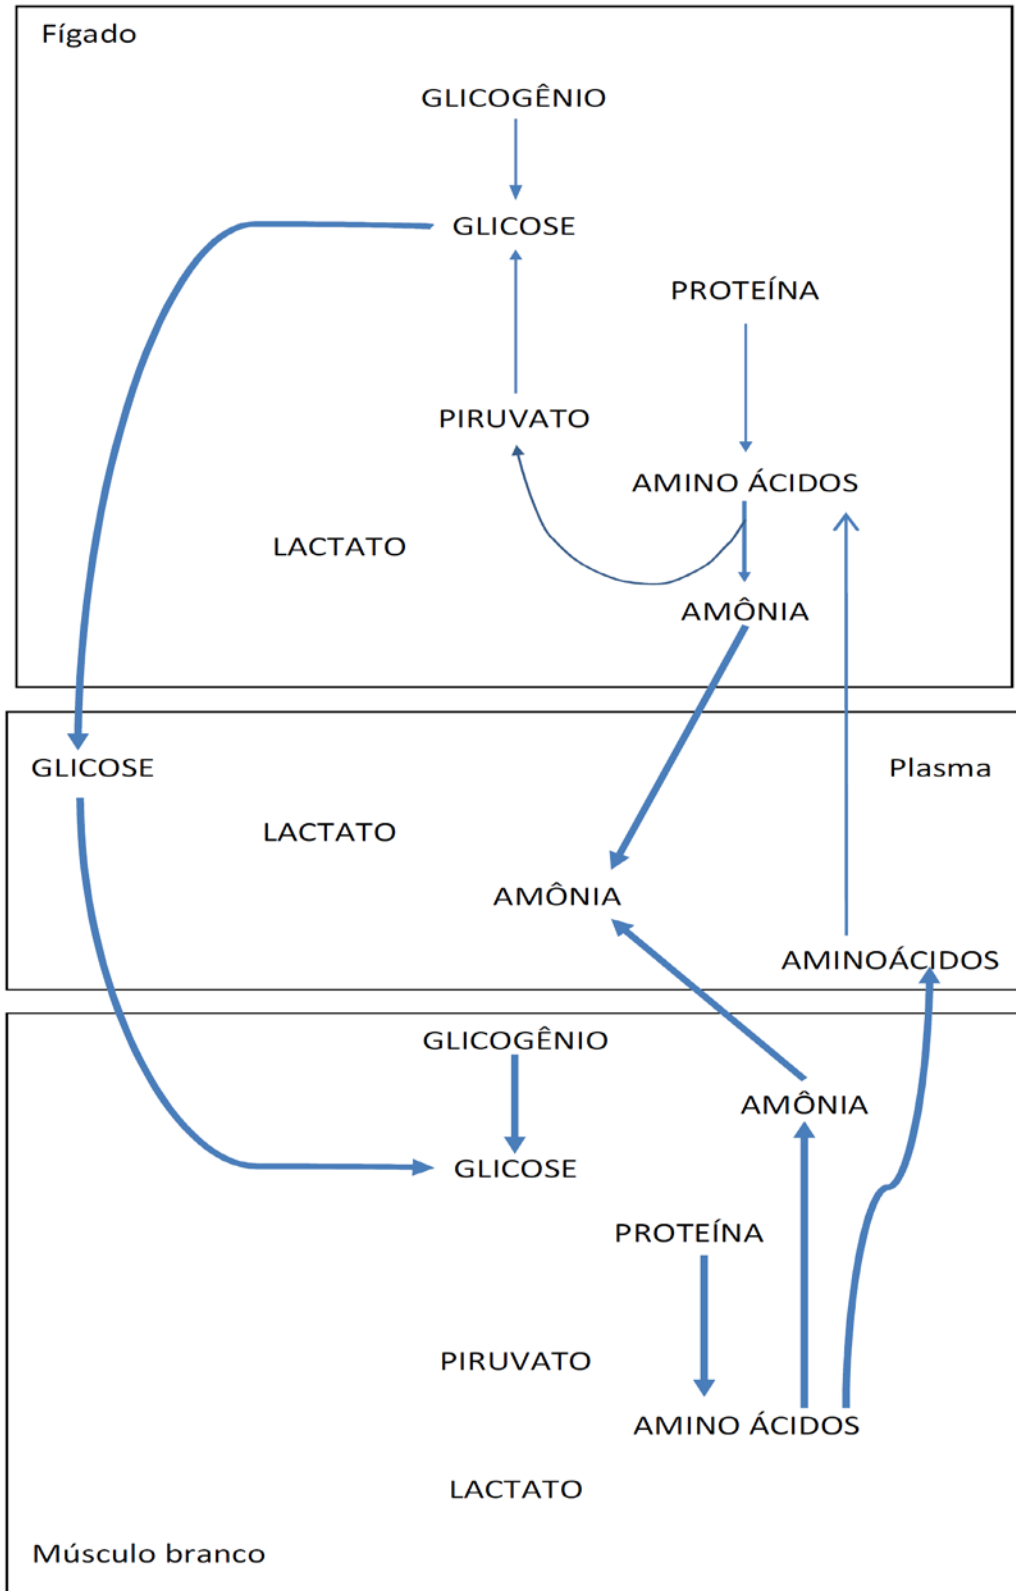 Fígado
GLICOGÊNIO
GLICOSE
PROTEÍNA
PIRUVATO
AMINO ÁCIDOS
LACTATO
AMÔNIA
GLICOSE
Plasma
LACTATO
AMÔNIA
AMINOÁCIDOS
GLICOGÊNIO
AMÔNIA
GLICOSE
PROTEÍNA
PIRUVATO
AMINO ÁCIDOS
LACTATO
Músculo branco